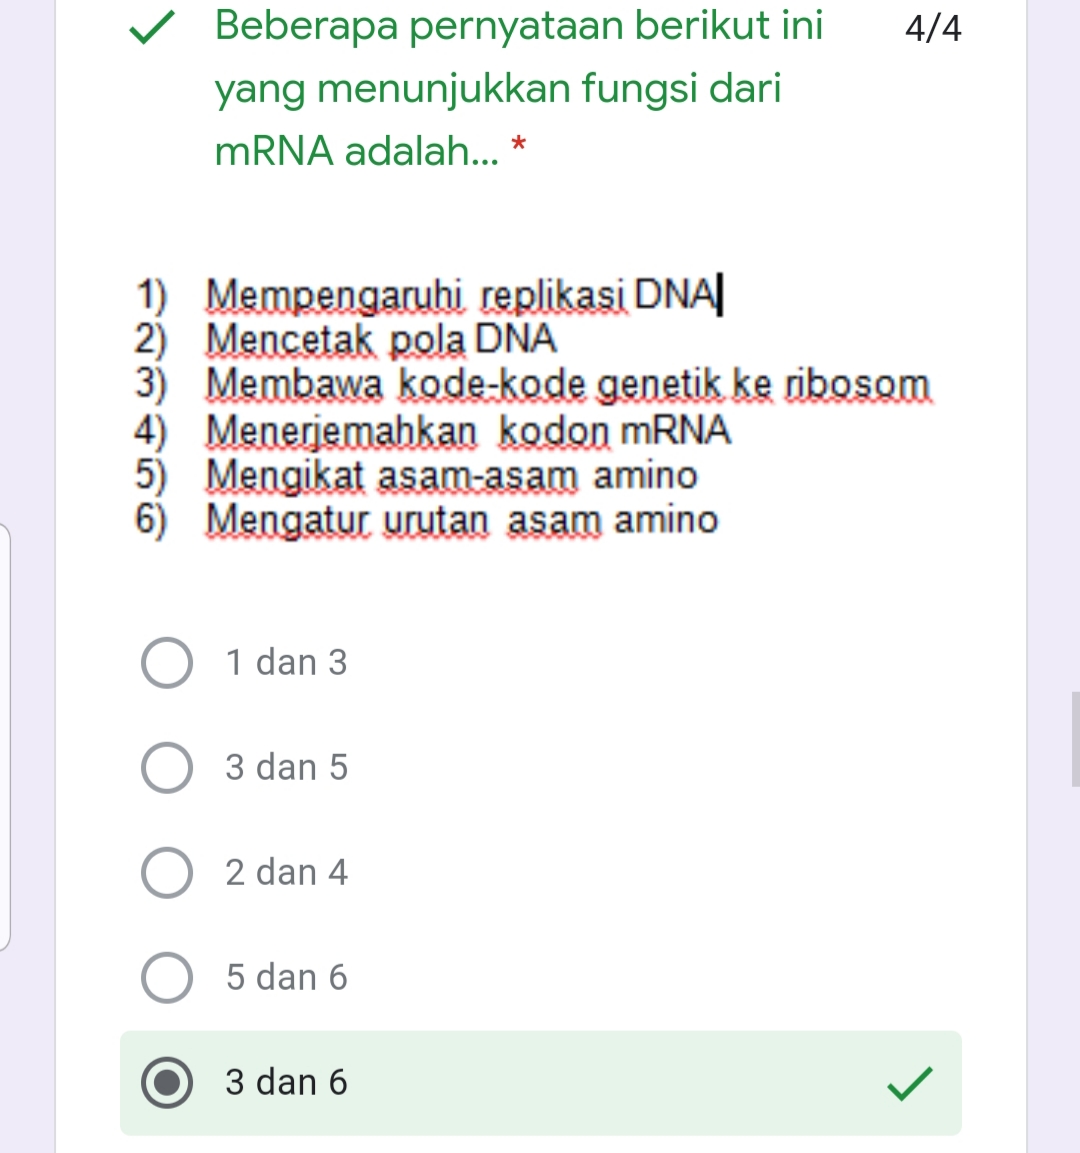 Beberapa pernyataan berikut ini 4/4
yang menunjukkan fungsi dari
mRNA adalah... *
1) Mempengaruhi replikasi DNA
2) Mencetak pola DNA
3) Membawa kode-kode genetik ke ribosom
4) Menerjemahkan kodon mRNA
5) Mengikat asam-asam amino
6) Mengatur urutan asam amino
1 dan 3
3 dan 5
2 dan 4
5 dan 6
3 dan 6